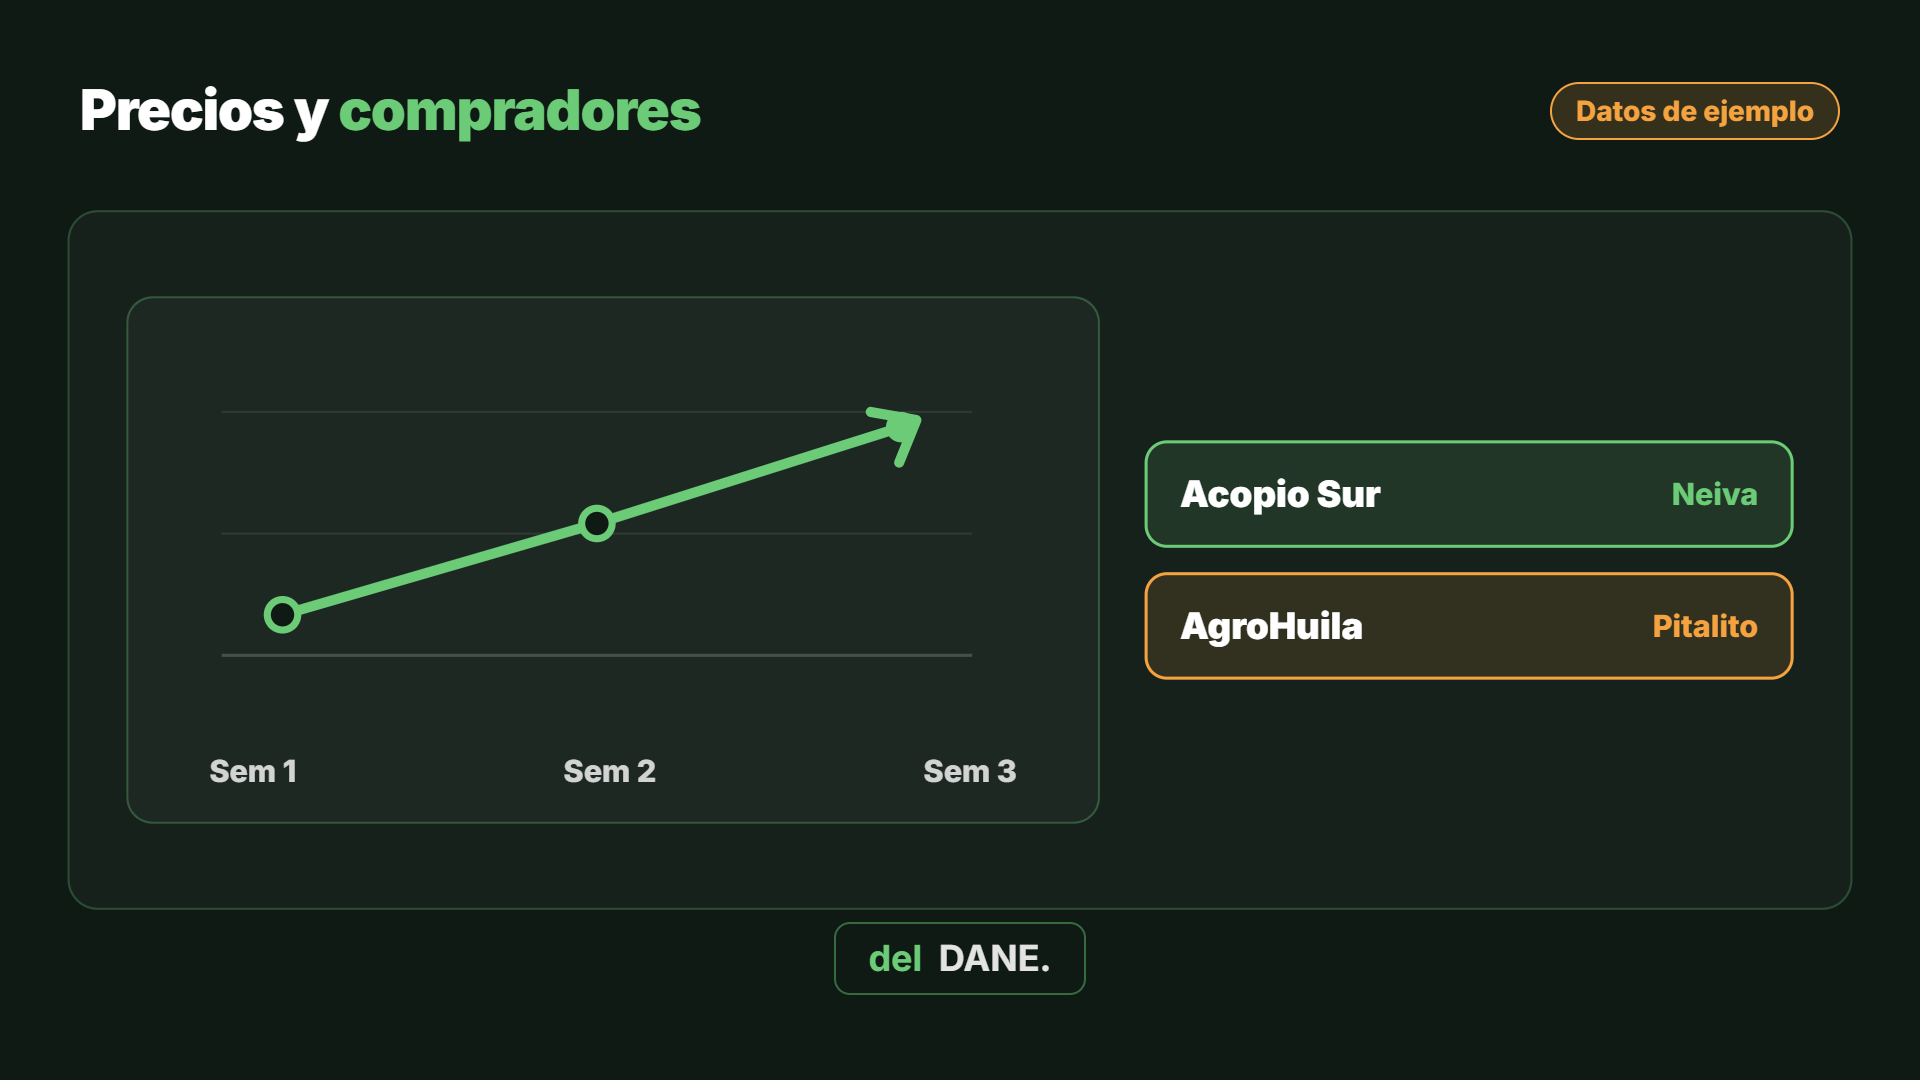 Precios y compradores
Datos de ejemplo
Sem 1
Sem 2
Sem 3
Acopio Sur
Neiva
AgroHuila
Pitalito
del DANE.